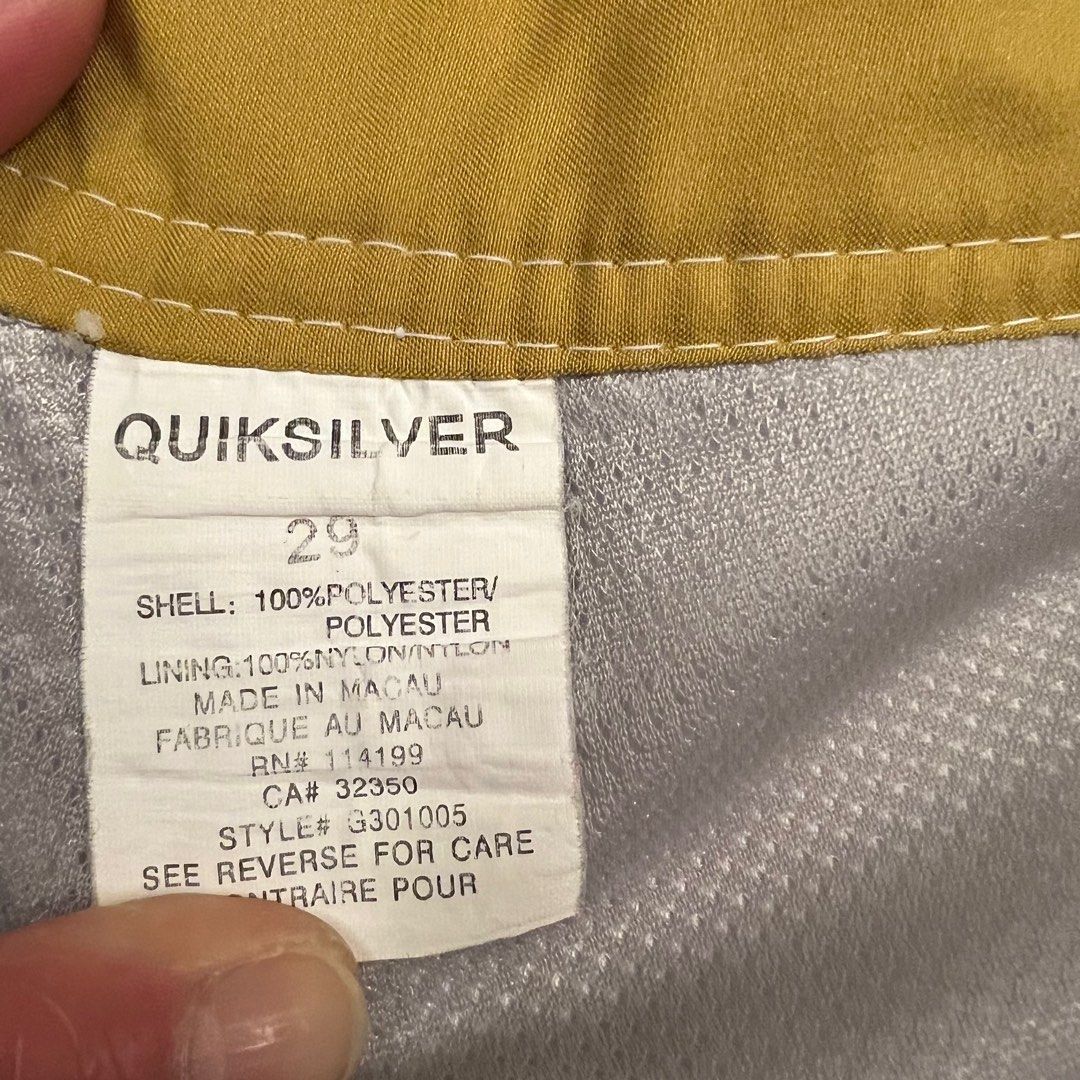 QUIKSILVER
29
SHELL: 100%POLYESTER/
POLYESTER
LINING:100%NYLON/NYLON
MADE IN MACAU
FABRIQUE AU MACAU
RN# 114199
CA# 32350
STYLE# G301005
SEE REVERSE FOR CARE
POUR